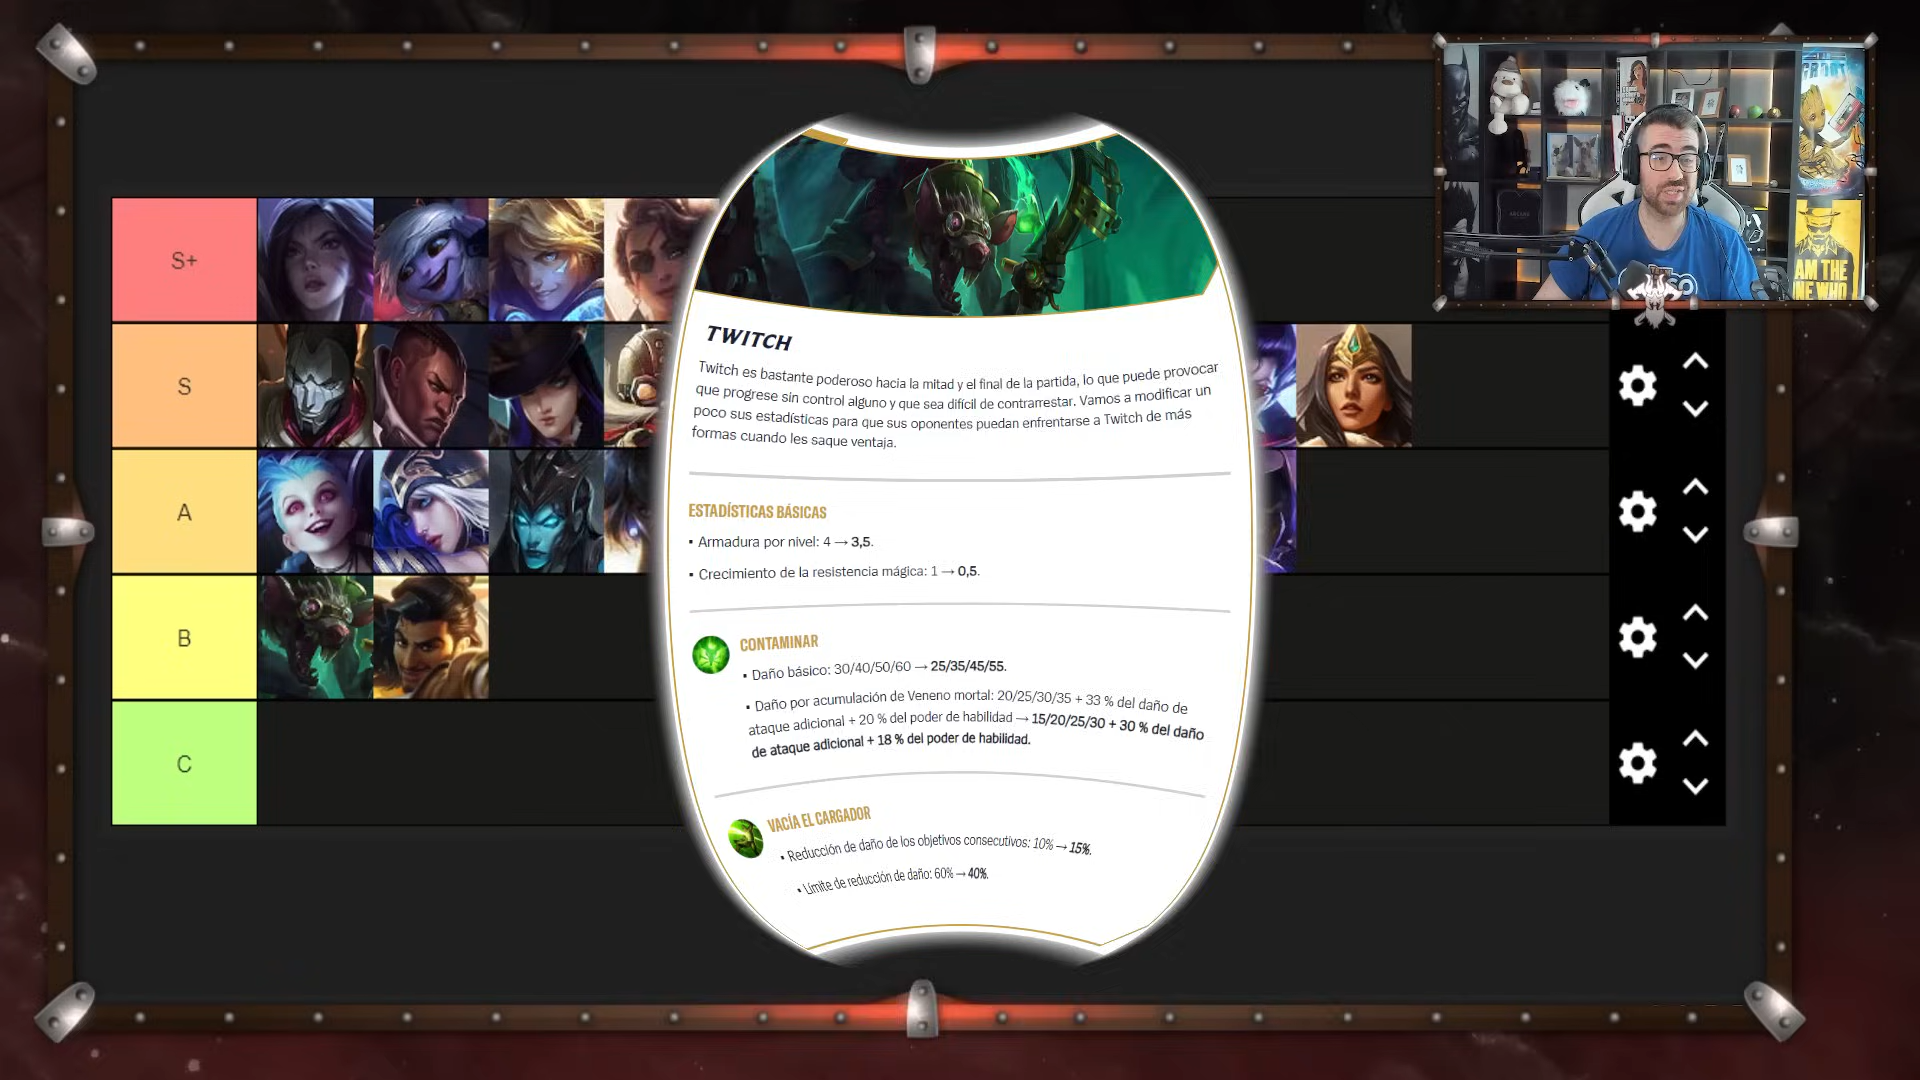 GROOT
AM THE
ONE WHO
S+
S
A
B
C
TWITCH
Twitch es bastante poderoso hacia la mitad y el final de la partida, lo que puede provocar
que progrese sin control alguno y que sea difícil de contrarrestar. Vamos a modificar un
poco sus estadísticas para que sus oponentes puedan enfrentarse a Twitch de más
formas cuando les saque ventaja.
ESTADÍSTICAS BÁSICAS
▪ Armadura por nivel: 4 → 3,5.
▪ Crecimiento de la resistencia mágica: 1 → 0,5.
CONTAMINAR
▪ Daño básico: 30/40/50/60 → 25/35/45/55.
▪ Daño por acumulación de Veneno mortal: 20/25/30/35 + 33 % del daño de
ataque adicional + 20 % del poder de habilidad → 15/20/25/30 + 30 % del daño
de ataque adicional + 18 % del poder de habilidad.
VACÍA EL CARGADOR
▪ Reducción de daño de los objetivos consecutivos: 10% → 15%.
▪ Límite de reducción de daño: 60% → 40%.